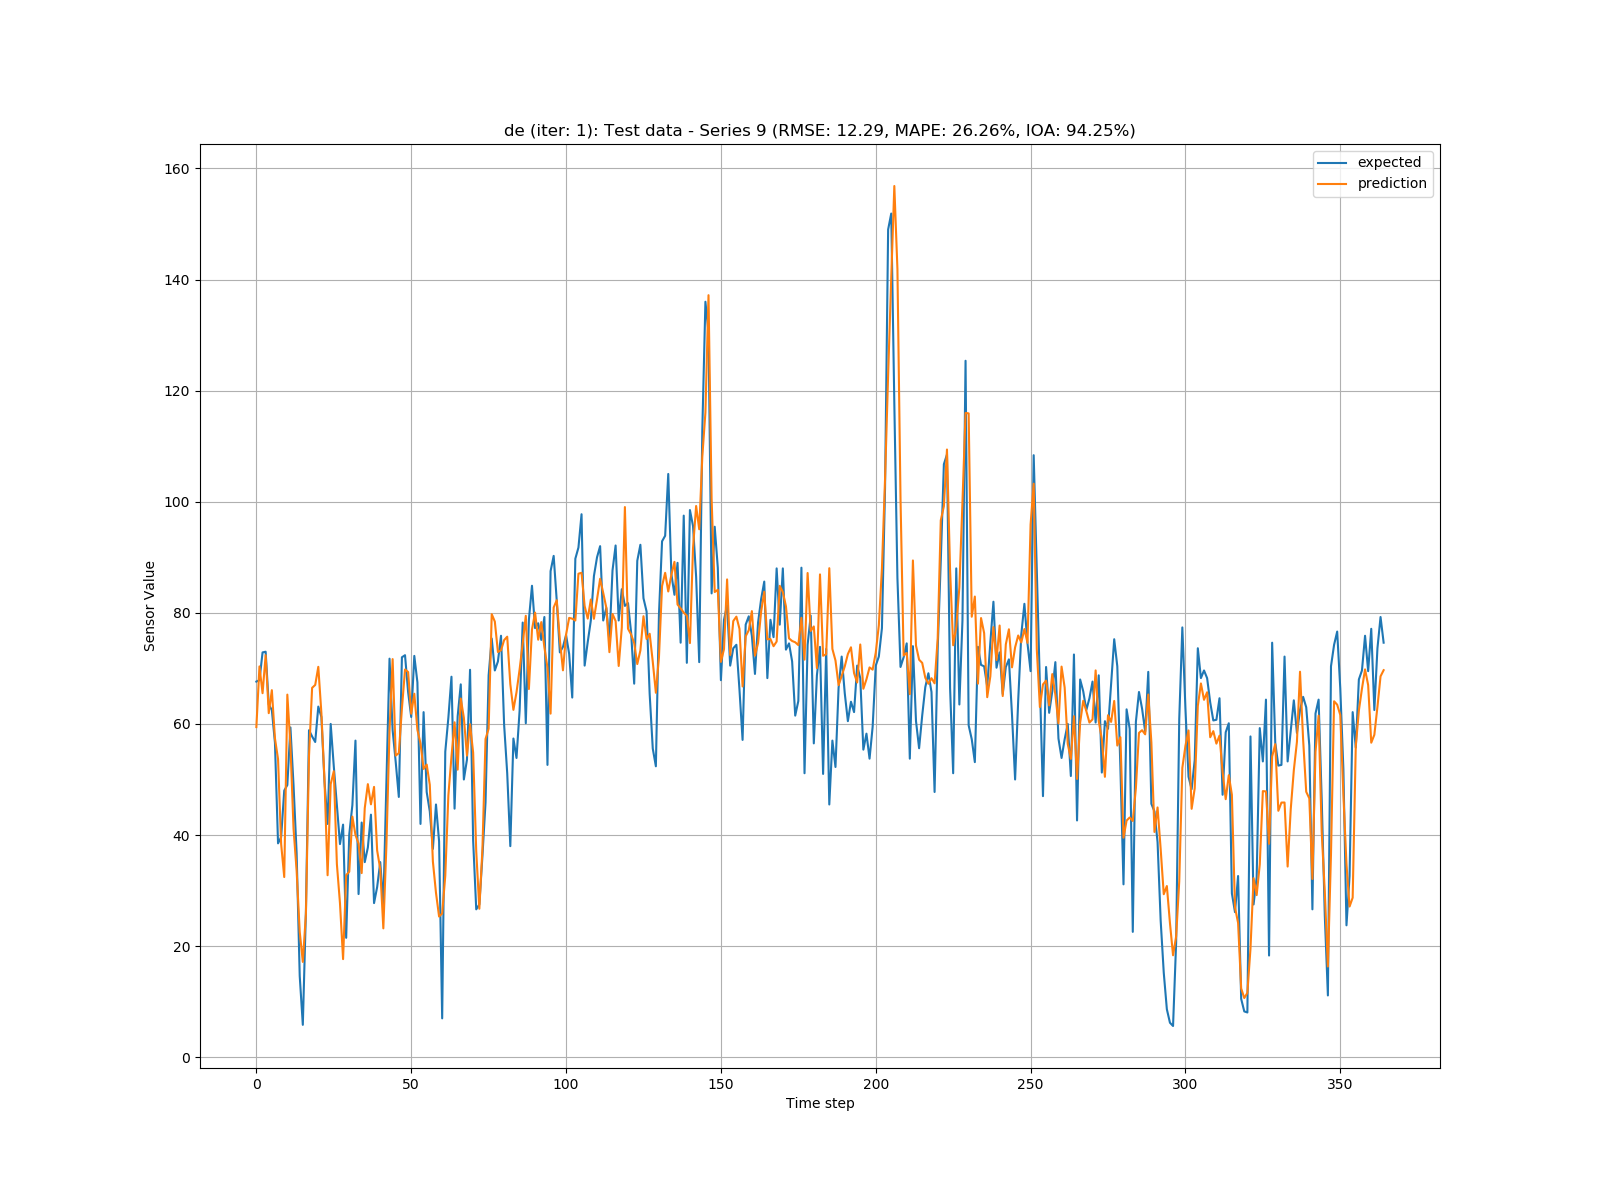 de (iter: 1): Test data - Series 9 (RMSE: 12.29, MAPE: 26.26%, IOA: 94.25%)
expected
prediction
160
140
120
100
80
60
40
20
0
Sensor Value
0 50 100 150 200 250 300 350
Time step